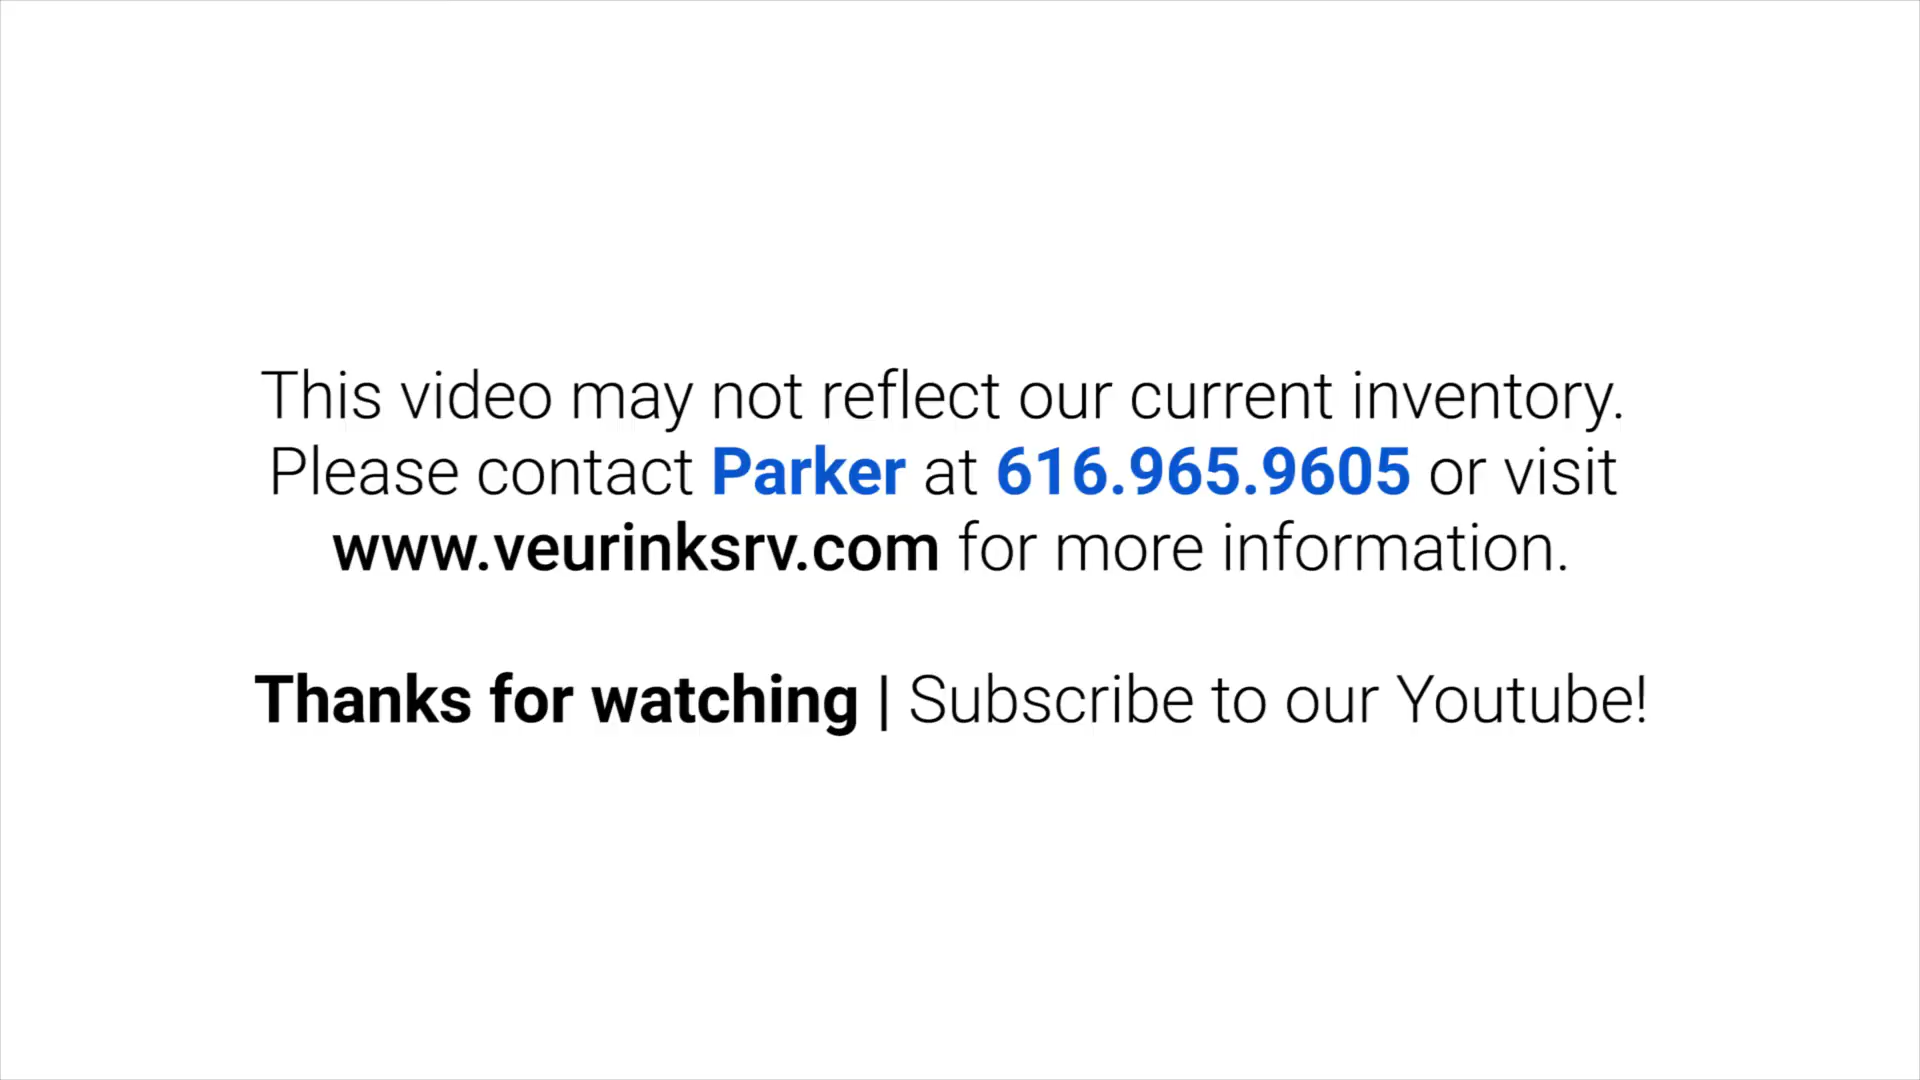 This video may not reflect our current inventory.
Please contact Parker at 616.965.9605 or visit
www.veurinksrv.com for more information.
Thanks for watching | Subscribe to our Youtube!